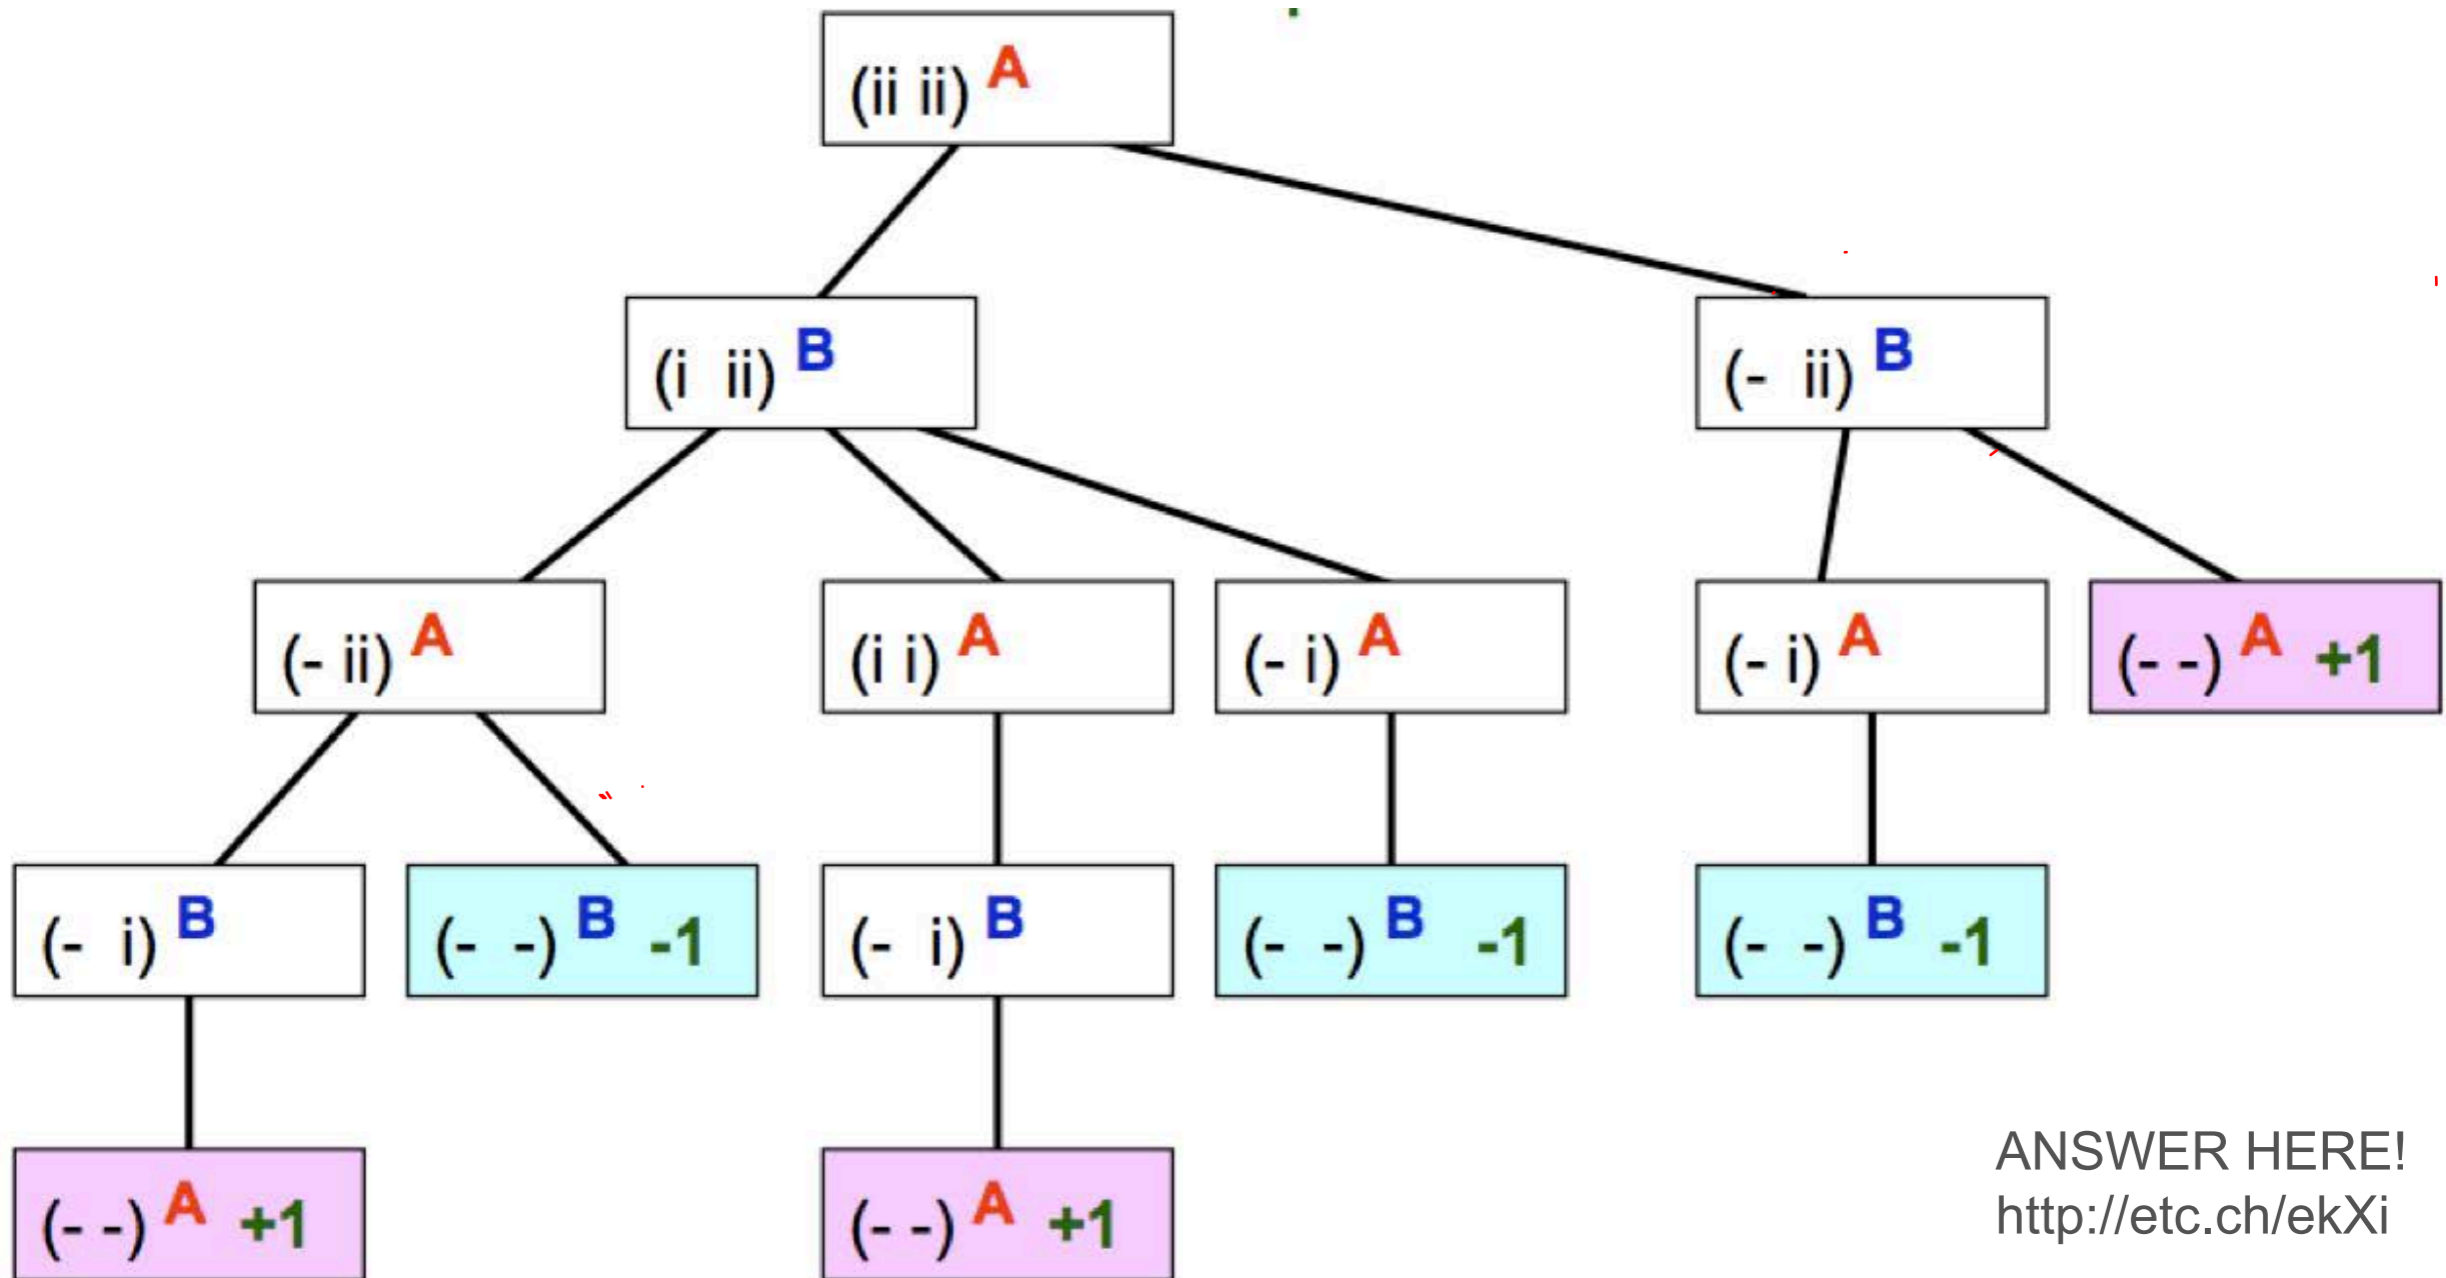 (ii ii) A
(i ii) B
(- ii) B
(- ii) A
(i i) A
(- i) A
(- i) A
(- -) A +1
(- i) B
(- -) B -1
(- i) B
(- -) B -1
(- -) B -1
(- -) A +1
(- -) A +1
ANSWER HERE!
http://etc.ch/ekXi